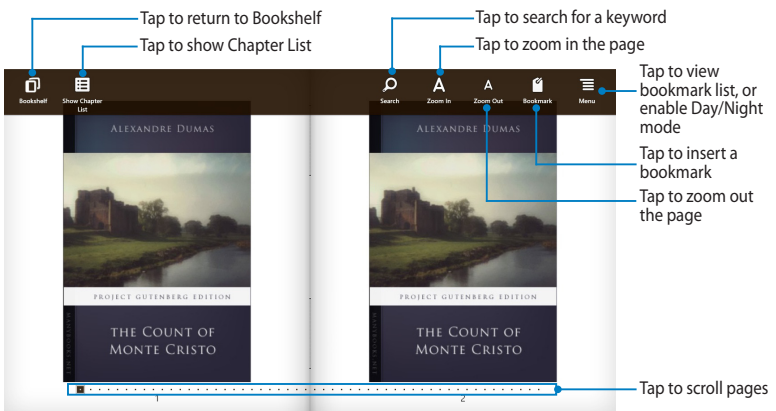 Tap to return to Bookshelf
Tap to show Chapter List
Tap to search for a keyword
Tap to zoom in the page
Tap to view
bookmark list, or
enable Day/Night
mode
Tap to insert a
bookmark
Tap to zoom out
the page
Tap to scroll pages
Bookshelf
Show Chapter
List
Search
Zoom In
Zoom Out
Bookmark
Menu
ALEXANDRE DUMAS
PROJECT GUTENBERG EDITION
THE COUNT OF
MONTE CRISTO
1
ALEXANDRE DUMAS
PROJECT GUTENBERG EDITION
THE COUNT OF
MONTE CRISTO
2